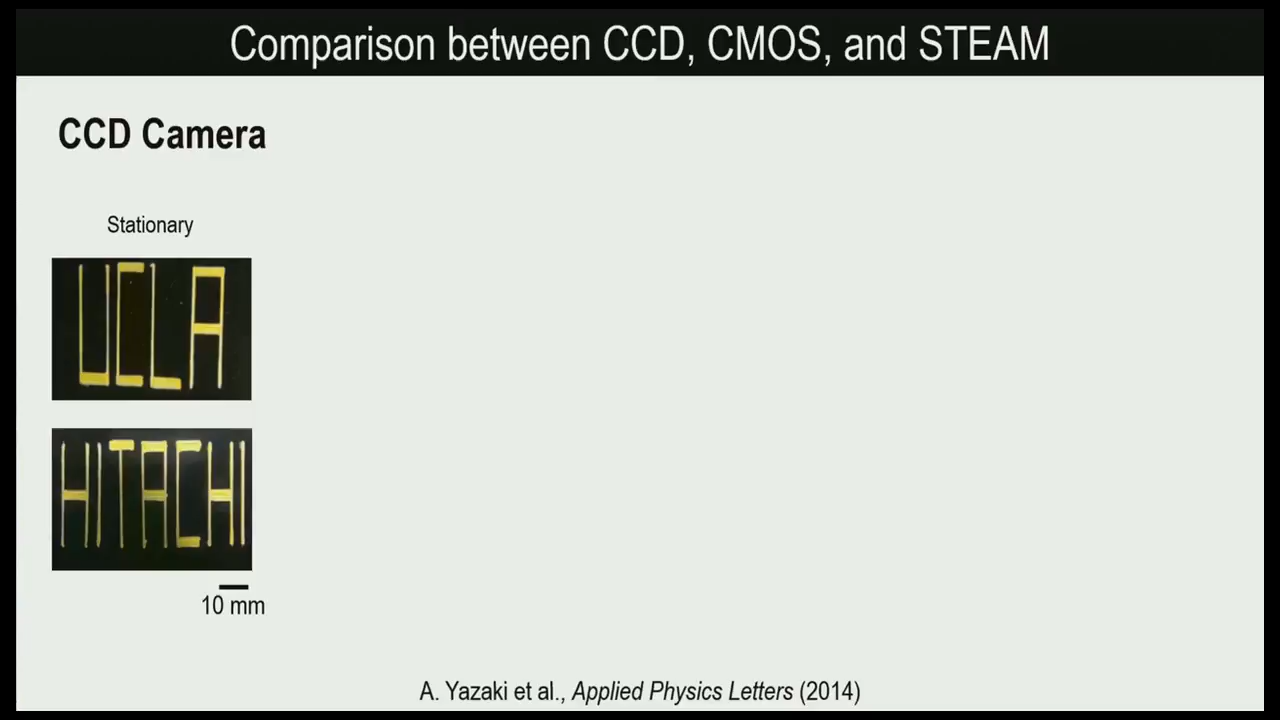 Comparison between CCD, CMOS, and STEAM
CCD Camera
Stationary
UCLA
HITACHI
10 mm
A. Yazaki et al., Applied Physics Letters (2014)